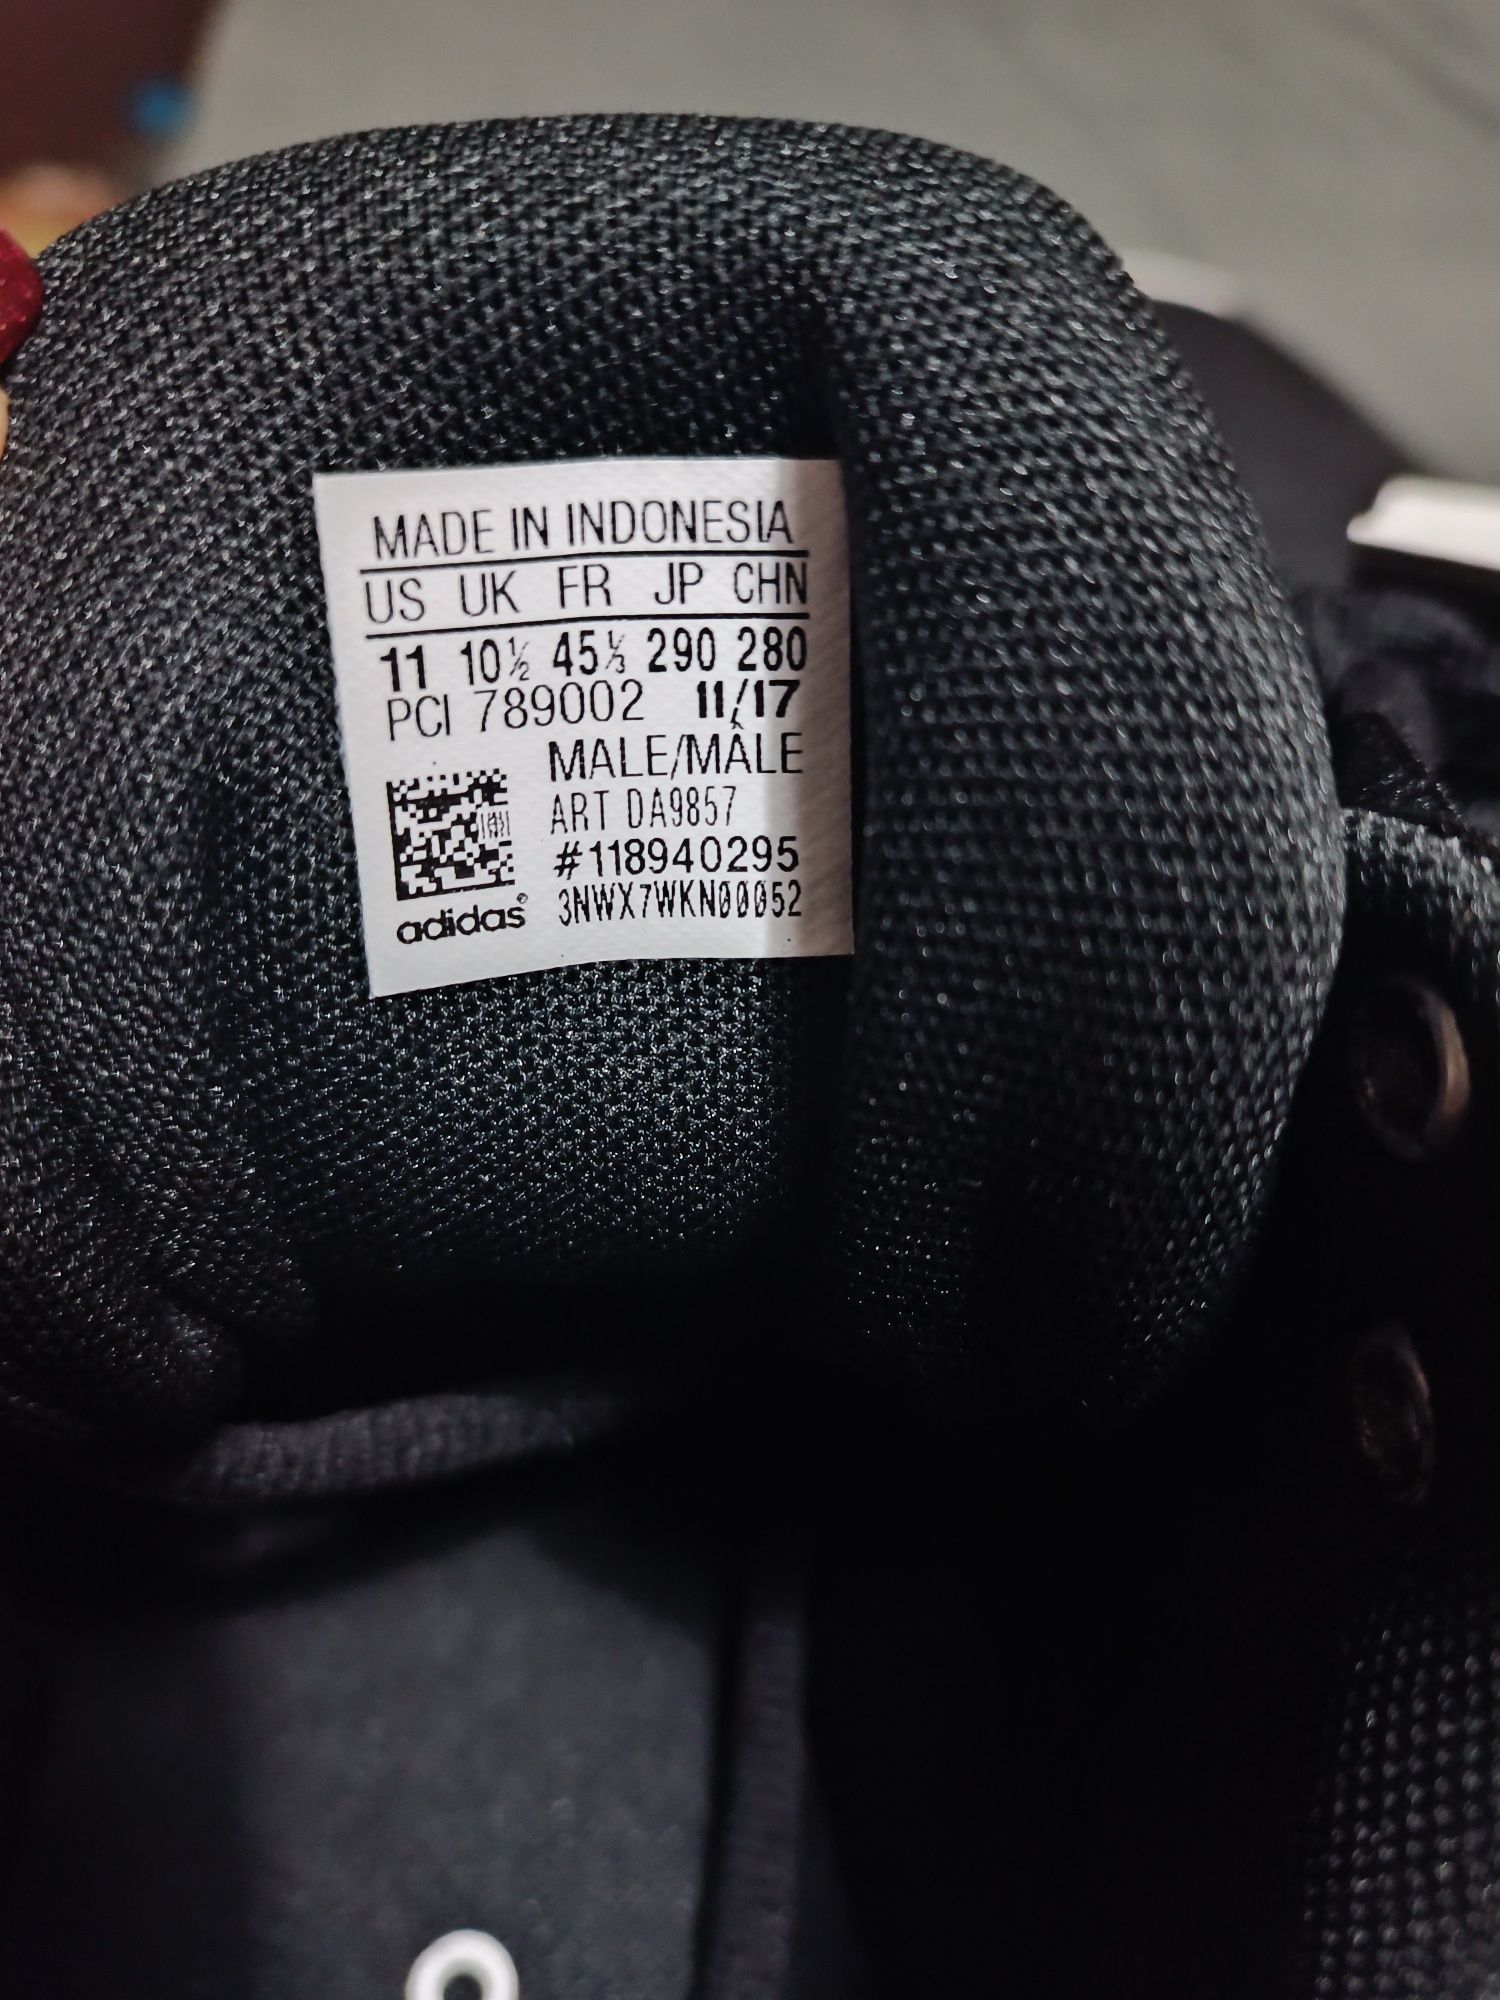 MADE IN INDONESIA
US UK FR JP CHN
11 10½ 45⅓ 290 280
PCI 789002 11/17
MALE/MÂLE
ART DA9857
#118940295
adidas® 3NWX7WKN00052